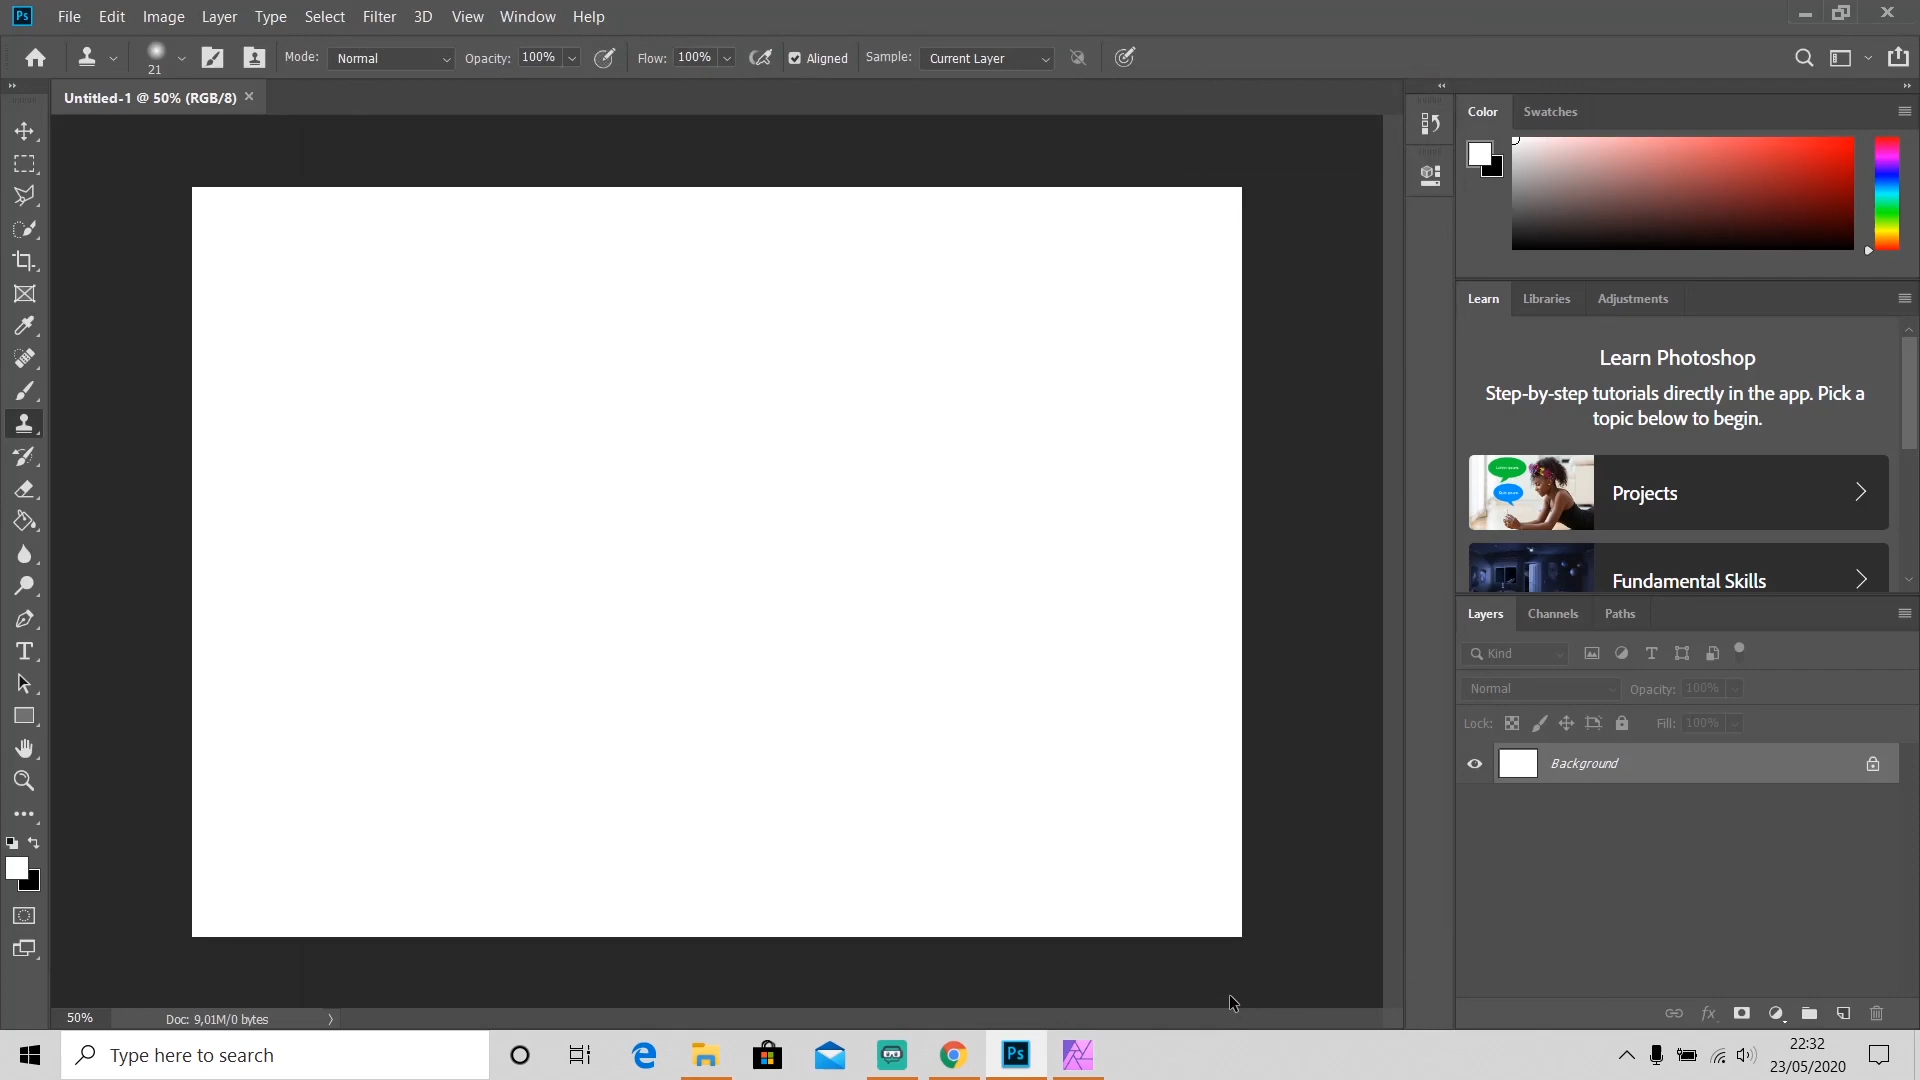 Ps File Edit Image Layer Type Select Filter 3D View Window Help
21 Mode: Normal Opacity: 100% Flow: 100% Aligned Sample: Current Layer
Untitled-1 @ 50% (RGB/8)
Color Swatches
Learn Libraries Adjustments
Learn Photoshop
Step-by-step tutorials directly in the app. Pick a
topic below to begin.
Projects
Fundamental Skills
Layers Channels Paths
Kind
Normal Opacity: 100%
Lock: Fill: 100%
Background
fx
50% Doc: 9,01M/0 bytes
Type here to search
Ps
22:32
23/05/2020